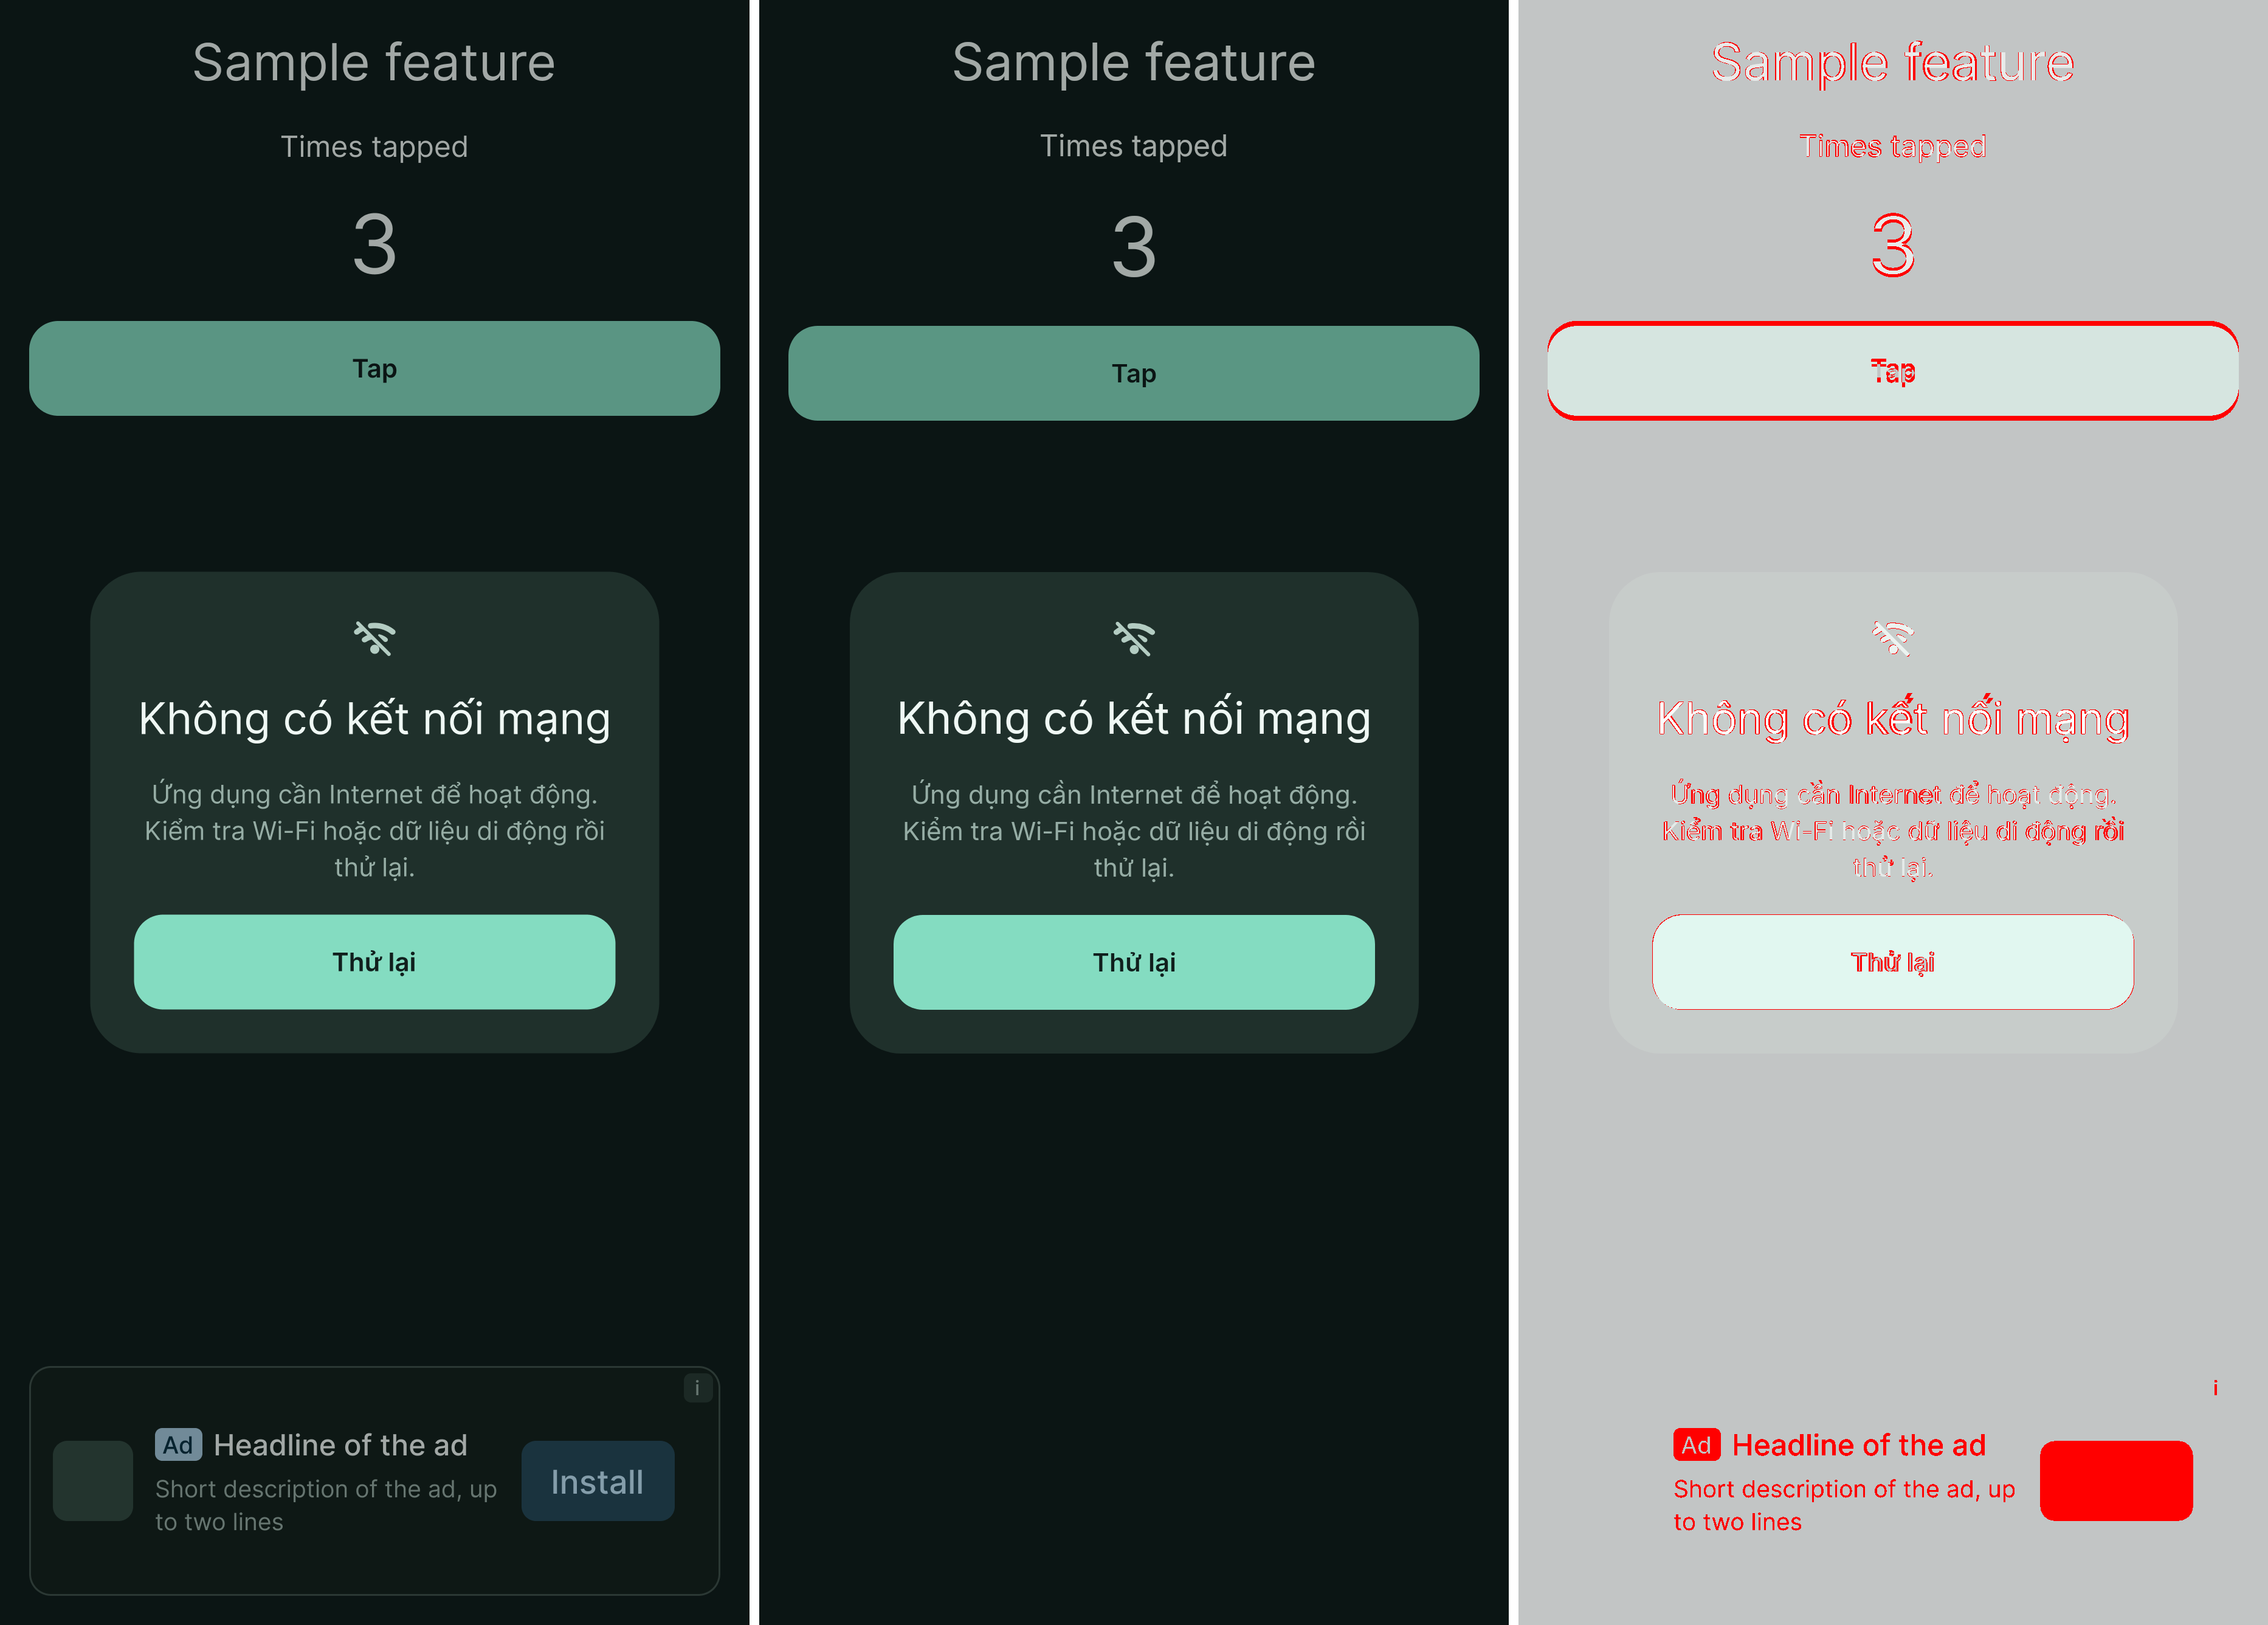 Sample feature
Times tapped
3
Tap
Không có kết nối mạng
Ứng dụng cần Internet để hoạt động.
Kiểm tra Wi-Fi hoặc dữ liệu di động rồi
thử lại.
Thử lại
i
Ad Headline of the ad
Short description of the ad, up
to two lines
Install
Sample feature
Times tapped
3
Tap
Không có kết nối mạng
Ứng dụng cần Internet để hoạt động.
Kiểm tra Wi-Fi hoặc dữ liệu di động rồi
thử lại.
Thử lại
Sample feature
Times tapped
3
Tap
Không có kết nối mạng
Ứng dụng cần Internet để hoạt động.
Kiểm tra Wi-Fi hoặc dữ liệu di động rồi
thử lại.
Thử lại
i
Ad Headline of the ad
Short description of the ad, up
to two lines